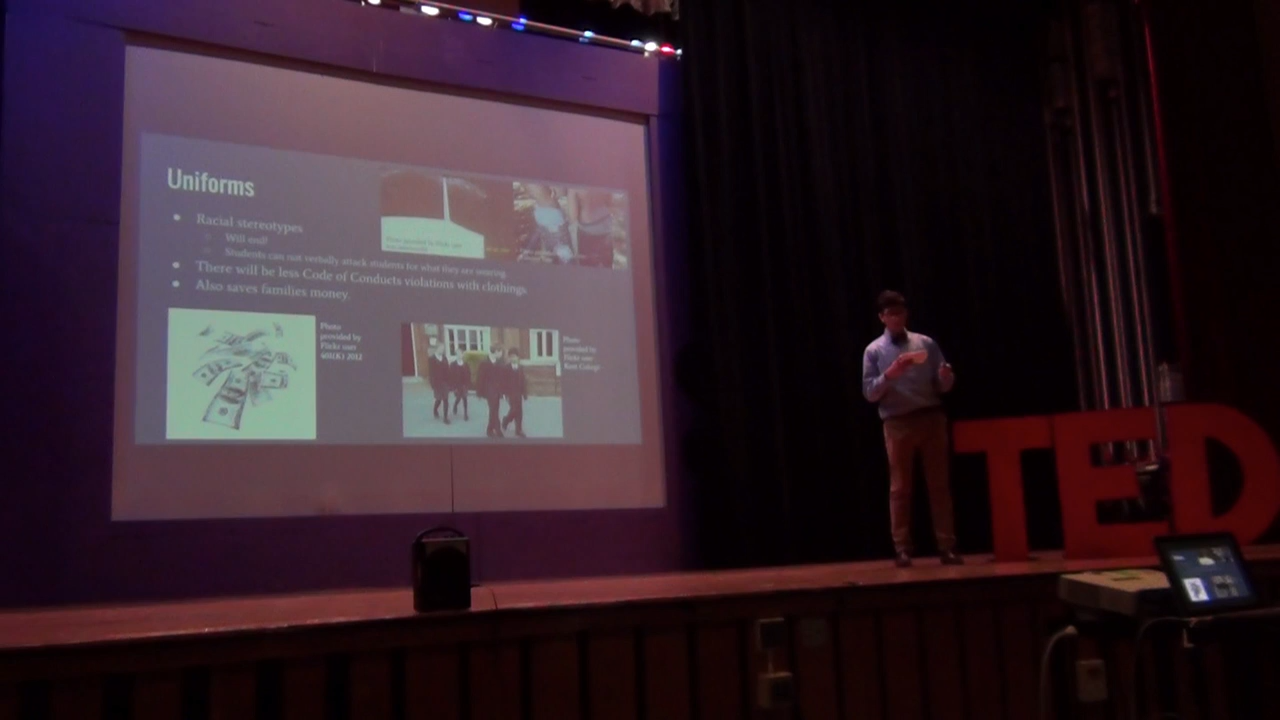 Uniforms
Racial stereotypes
Will end!
Students can not verbally attack students for what they are wearing.
There will be less Code of Conducts violations with clothings.
Also saves families money.
Photo
provided by
Flickr user
401(K) 2012
Photo
provided by
Flickr user
TED